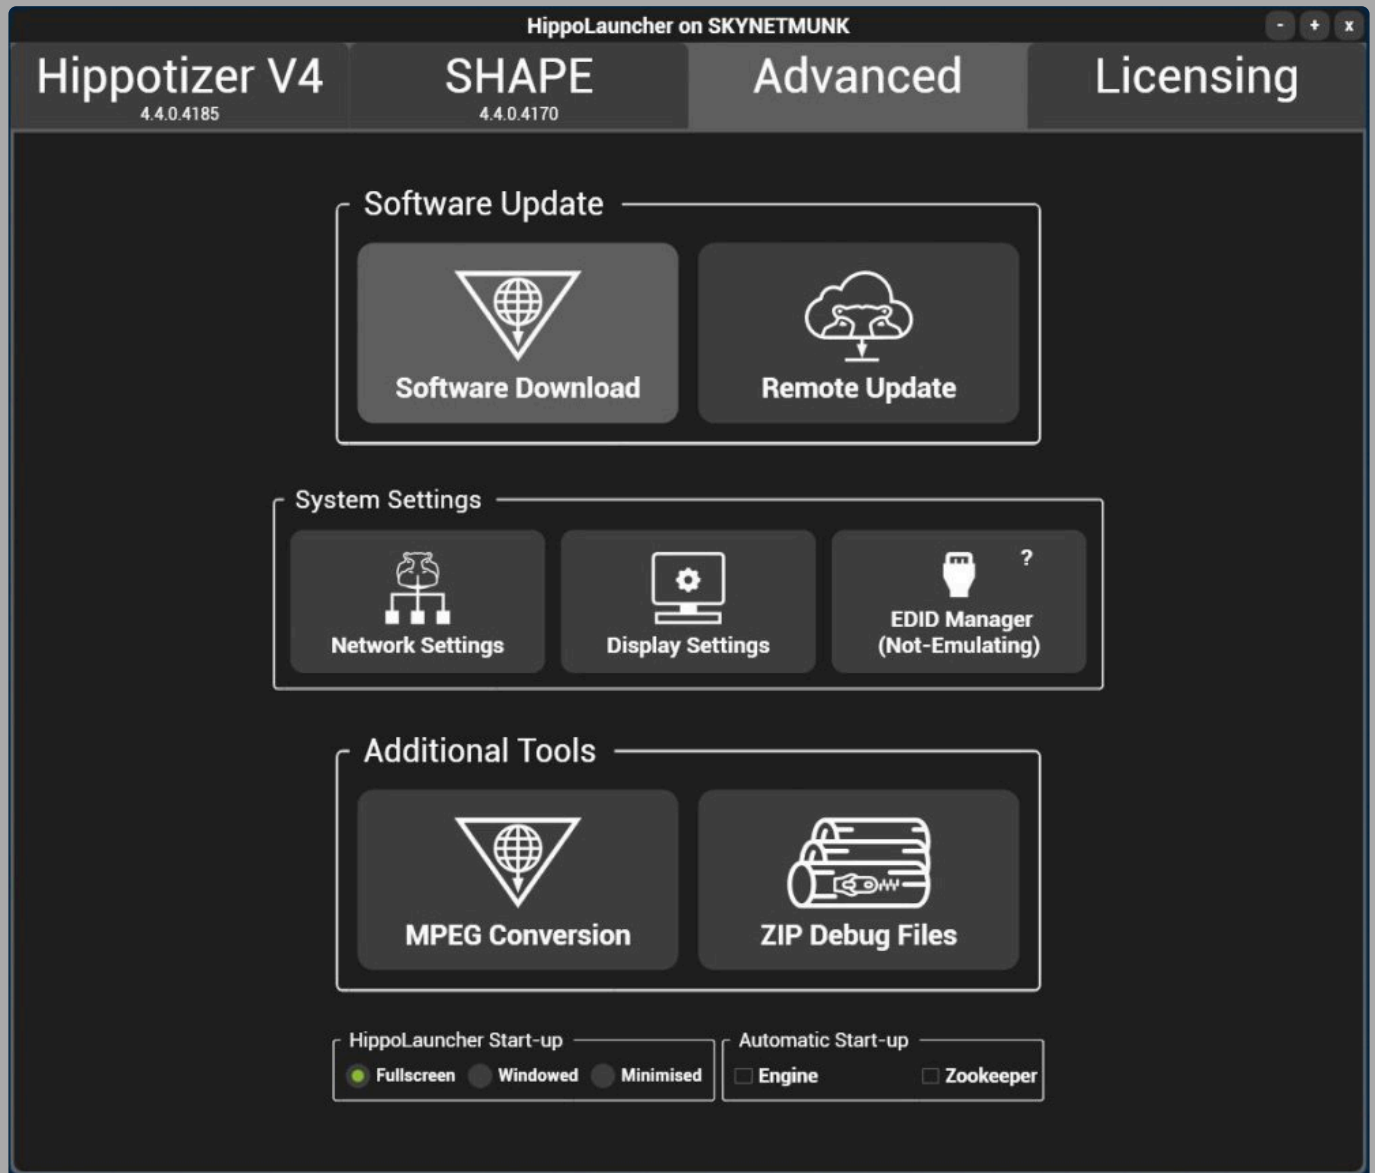 HippoLauncher on SKYNETMUNK
- + x
Hippotizer V4
4.4.0.4185
SHAPE
4.4.0.4170
Advanced
Licensing
Software Update
Software Download
Remote Update
System Settings
Network Settings
Display Settings
?
EDID Manager
(Not-Emulating)
Additional Tools
MPEG Conversion
ZIP Debug Files
HippoLauncher Start-up
Fullscreen Windowed Minimised
Automatic Start-up
Engine Zookeeper